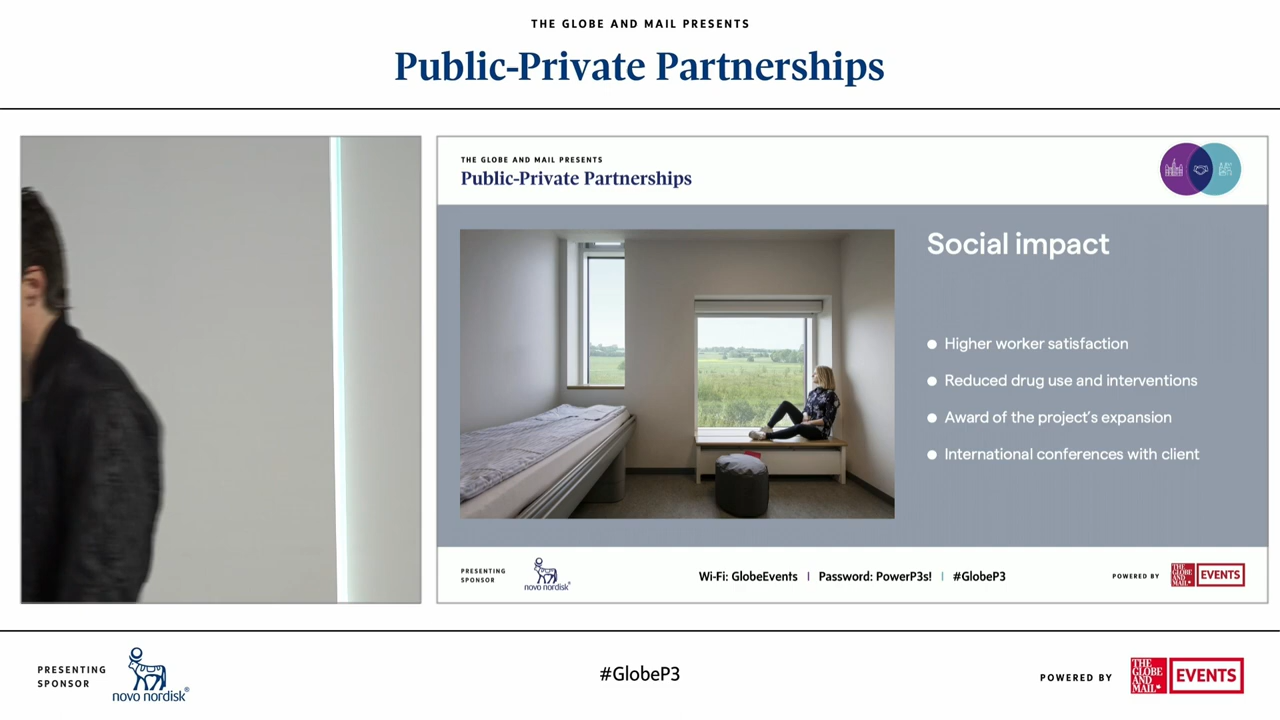 THE GLOBE AND MAIL PRESENTS
Public-Private Partnerships
THE GLOBE AND MAIL PRESENTS
Public-Private Partnerships
Social impact
Higher worker satisfaction
Reduced drug use and interventions
Award of the project's expansion
International conferences with client
PRESENTING
SPONSOR
novo nordisk®
Wi-Fi: GlobeEvents | Password: PowerP3s! | #GlobeP3
POWERED BY
THE
GLOBE
AND
MAIL
EVENTS
PRESENTING
SPONSOR
novo nordisk®
#GlobeP3
POWERED BY
THE
GLOBE
AND
MAIL
EVENTS